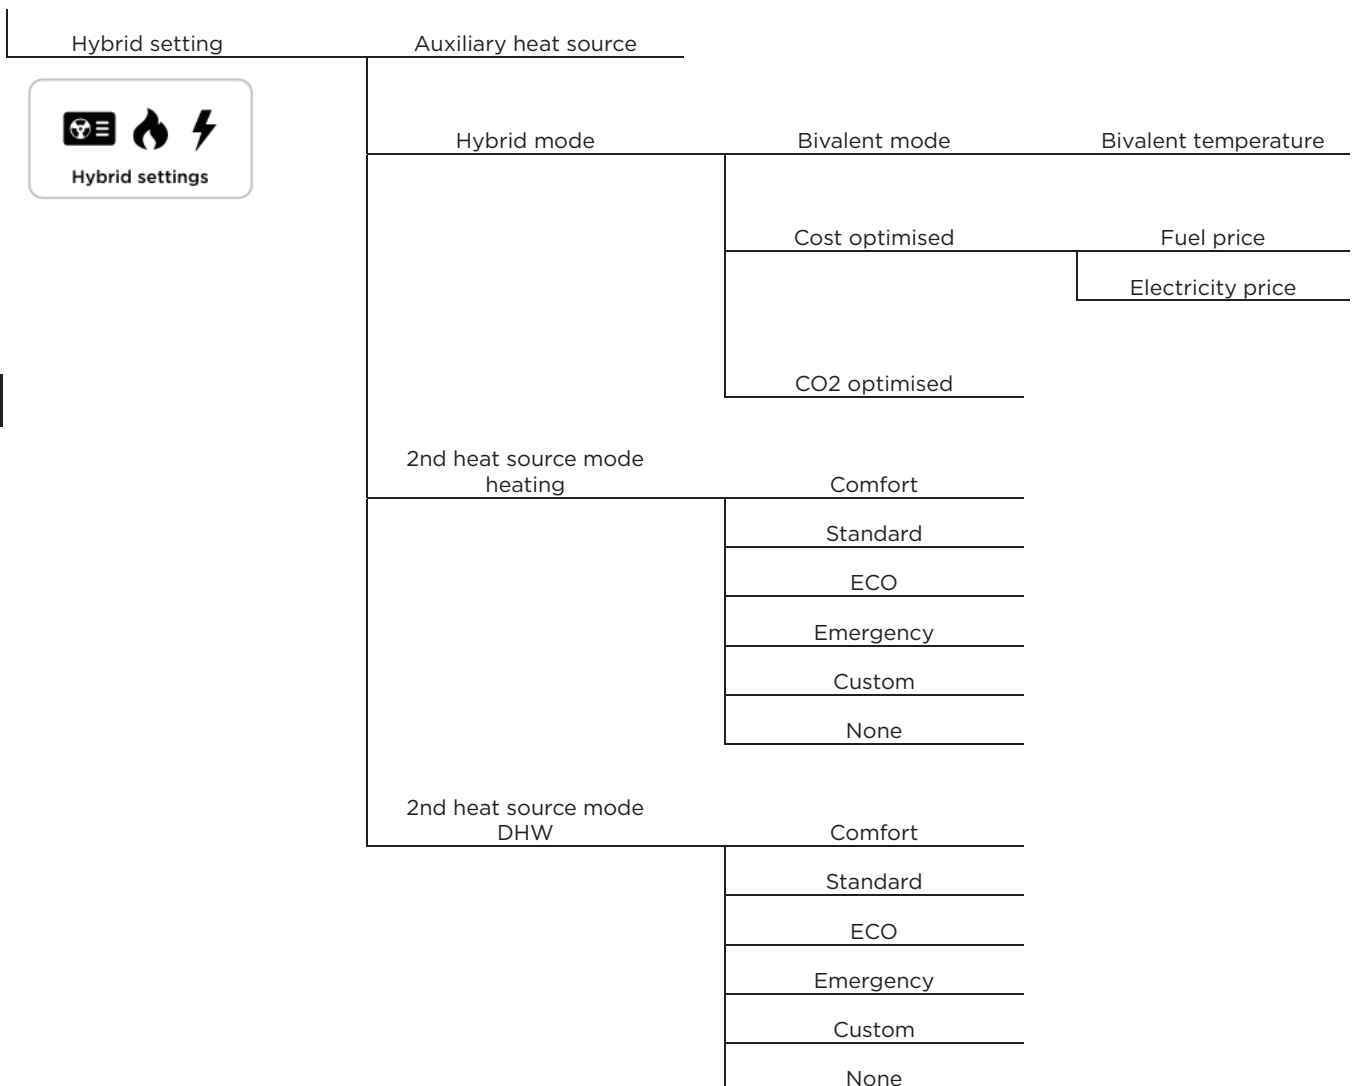 Hybrid setting
Auxiliary heat source
Hybrid settings
Hybrid mode
Bivalent mode
Bivalent temperature
Cost optimised
Fuel price
Electricity price
CO2 optimised
2nd heat source mode
heating
Comfort
Standard
ECO
Emergency
Custom
None
2nd heat source mode
DHW
Comfort
Standard
ECO
Emergency
Custom
None